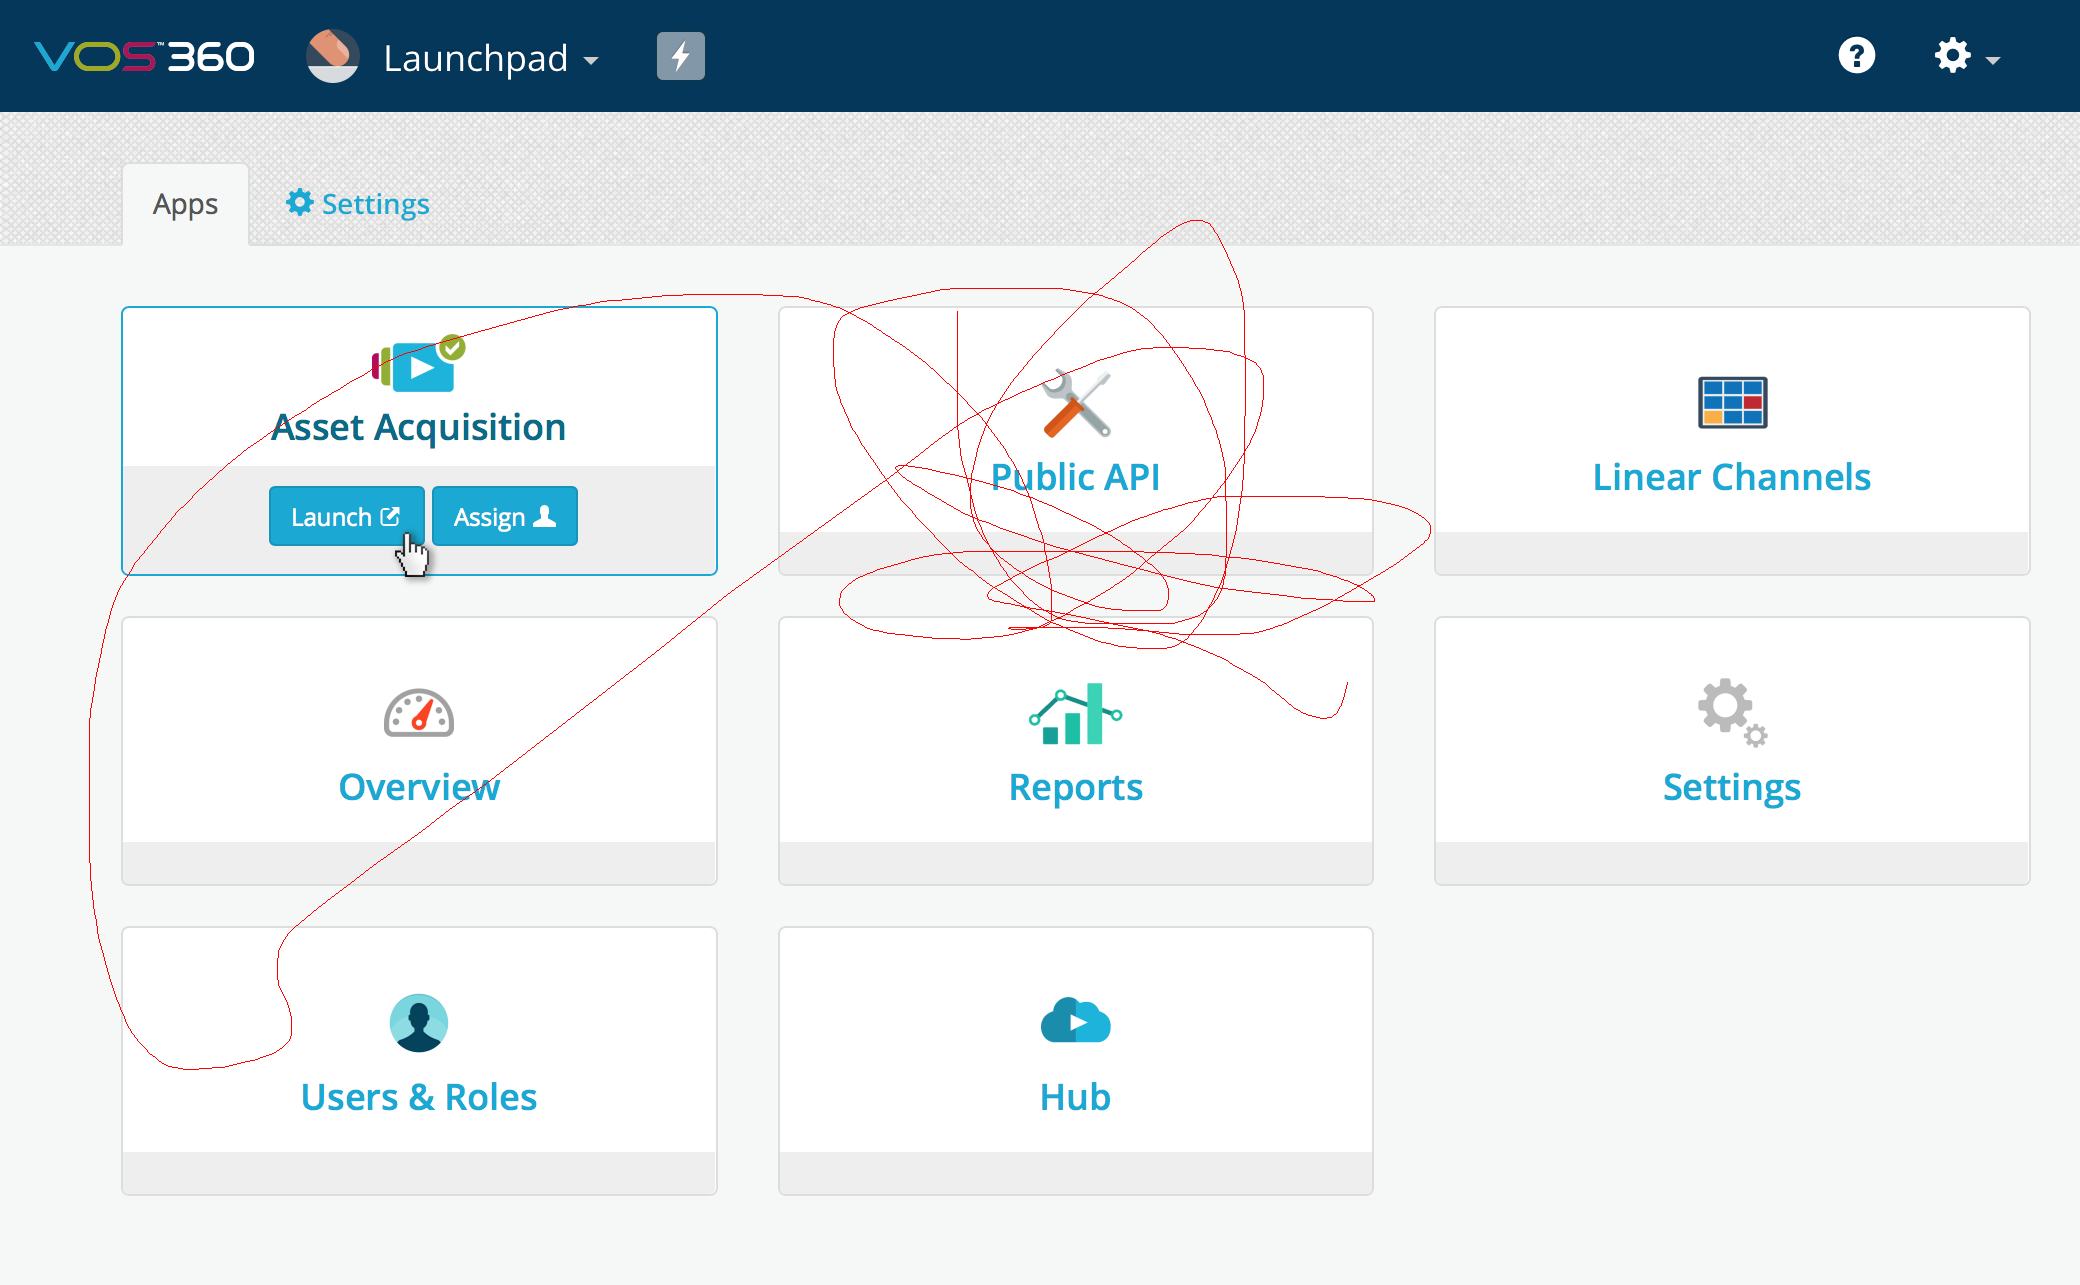 VOS™360 Launchpad
Apps Settings
Asset Acquisition
Launch Assign
Public API
Linear Channels
Overview
Reports
Settings
Users & Roles
Hub